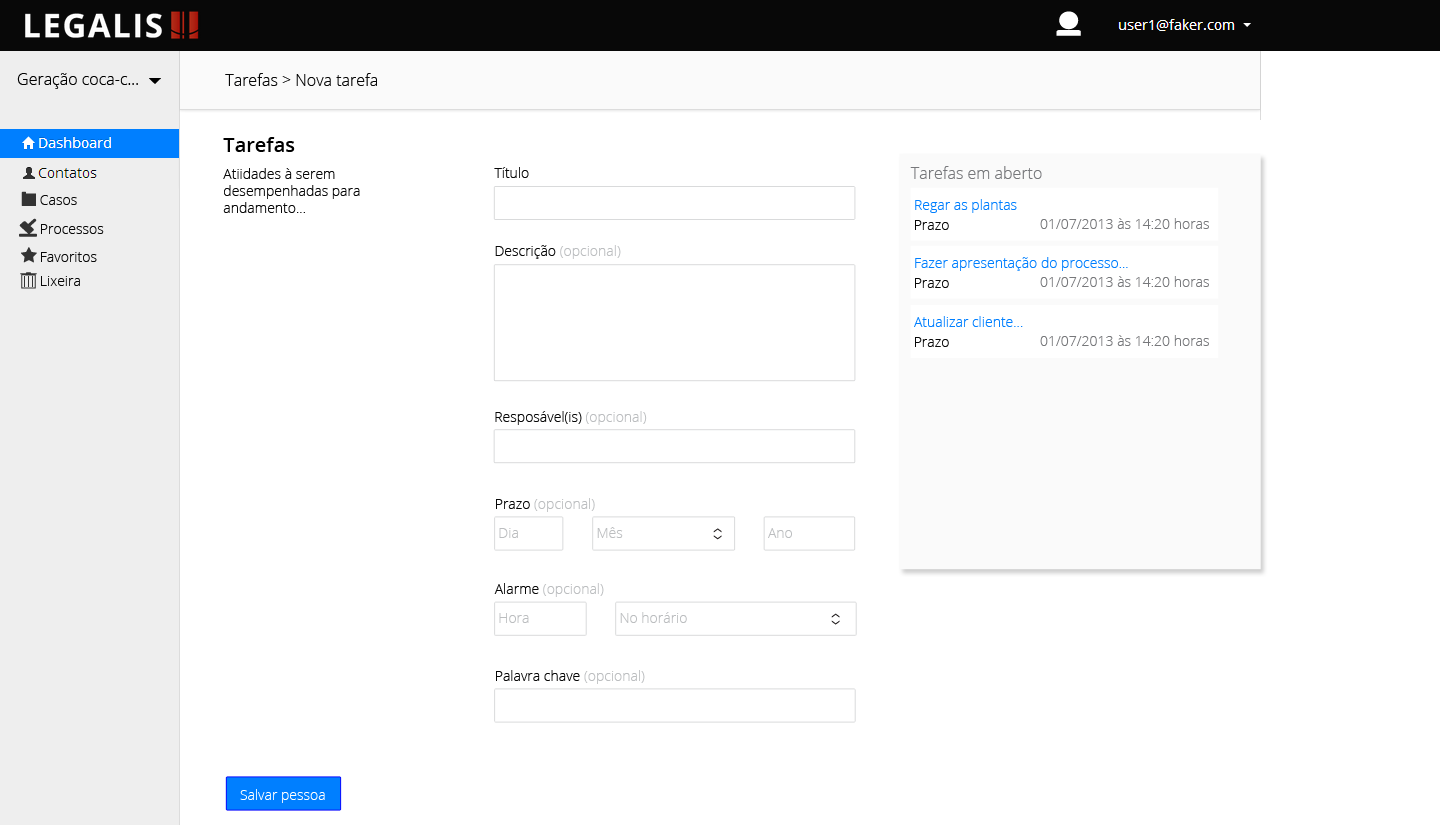 LEGALIS
user1@faker.com
Geração coca-c...
Tarefas > Nova tarefa
Dashboard
Contatos
Casos
Processos
Favoritos
Lixeira
Tarefas
Atiidades à serem
desempenhadas para
andamento...
Título
Descrição (opcional)
Resposável(is) (opcional)
Prazo (opcional)
Dia
Mês
Ano
Alarme (opcional)
Hora
No horário
Palavra chave (opcional)
Salvar pessoa
Tarefas em aberto
Regar as plantas
Prazo 01/07/2013 às 14:20 horas
Fazer apresentação do processo...
Prazo 01/07/2013 às 14:20 horas
Atualizar cliente...
Prazo 01/07/2013 às 14:20 horas